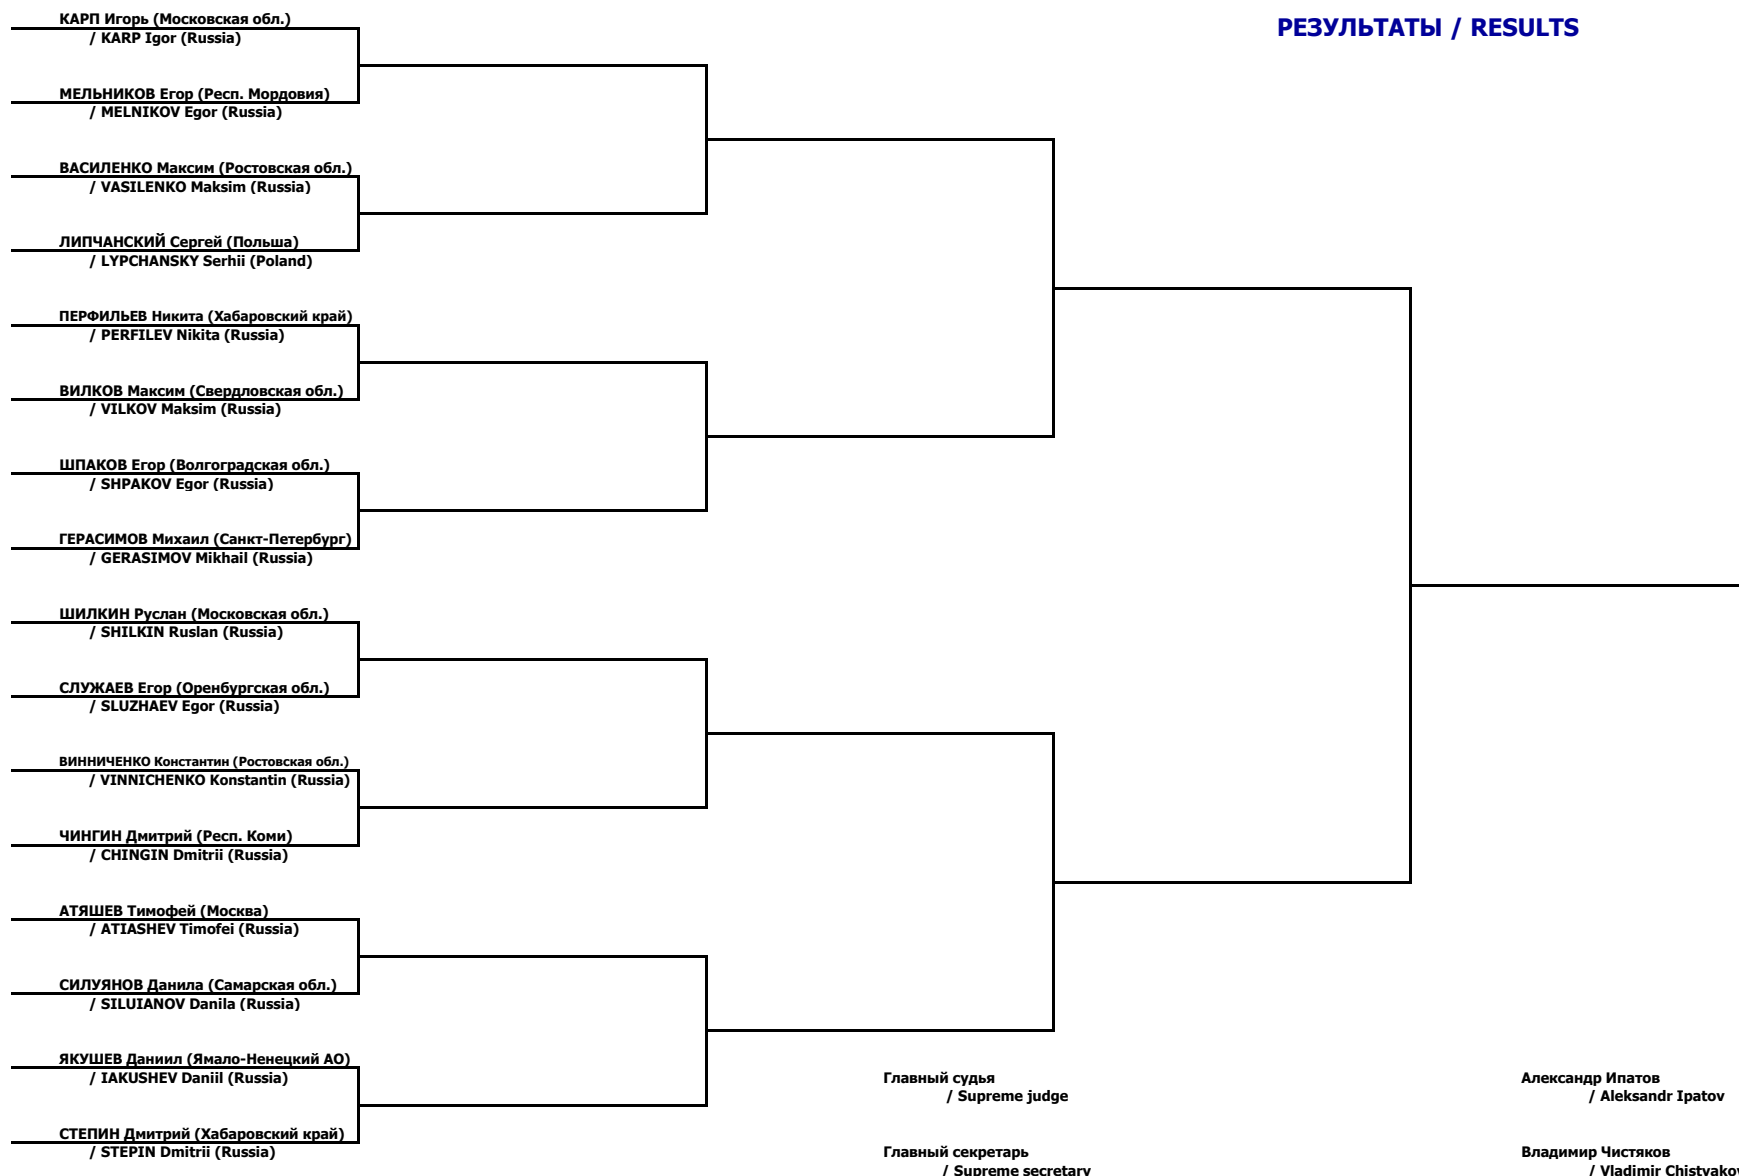 РЕЗУЛЬТАТЫ / RESULTS
КАРП Игорь (Московская обл.)
/ KARP Igor (Russia)
МЕЛЬНИКОВ Егор (Респ. Мордовия)
/ MELNIKOV Egor (Russia)
ВАСИЛЕНКО Максим (Ростовская обл.)
/ VASILENKO Maksim (Russia)
ЛИПЧАНСКИЙ Сергей (Польша)
/ LYPCHANSKY Serhii (Poland)
ПЕРФИЛЬЕВ Никита (Хабаровский край)
/ PERFILEV Nikita (Russia)
ВИЛКОВ Максим (Свердловская обл.)
/ VILKOV Maksim (Russia)
ШПАКОВ Егор (Волгоградская обл.)
/ SHPAKOV Egor (Russia)
ГЕРАСИМОВ Михаил (Санкт-Петербург)
/ GERASIMOV Mikhail (Russia)
ШИЛКИН Руслан (Московская обл.)
/ SHILKIN Ruslan (Russia)
СЛУЖАЕВ Егор (Оренбургская обл.)
/ SLUZHAEV Egor (Russia)
ВИННИЧЕНКО Константин (Ростовская обл.)
/ VINNICHENKO Konstantin (Russia)
ЧИНГИН Дмитрий (Респ. Коми)
/ CHINGIN Dmitrii (Russia)
АТЯШЕВ Тимофей (Москва)
/ ATIASHEV Timofei (Russia)
СИЛУЯНОВ Данила (Самарская обл.)
/ SILUIANOV Danila (Russia)
ЯКУШЕВ Даниил (Ямало-Ненецкий АО)
/ IAKUSHEV Daniil (Russia)
СТЕПИН Дмитрий (Хабаровский край)
/ STEPIN Dmitrii (Russia)
Главный судья
/ Supreme judge
Александр Ипатов
/ Aleksandr Ipatov
Главный секретарь
/ Supreme secretary
Владимир Чистяков
/ Vladimir Chistyakov